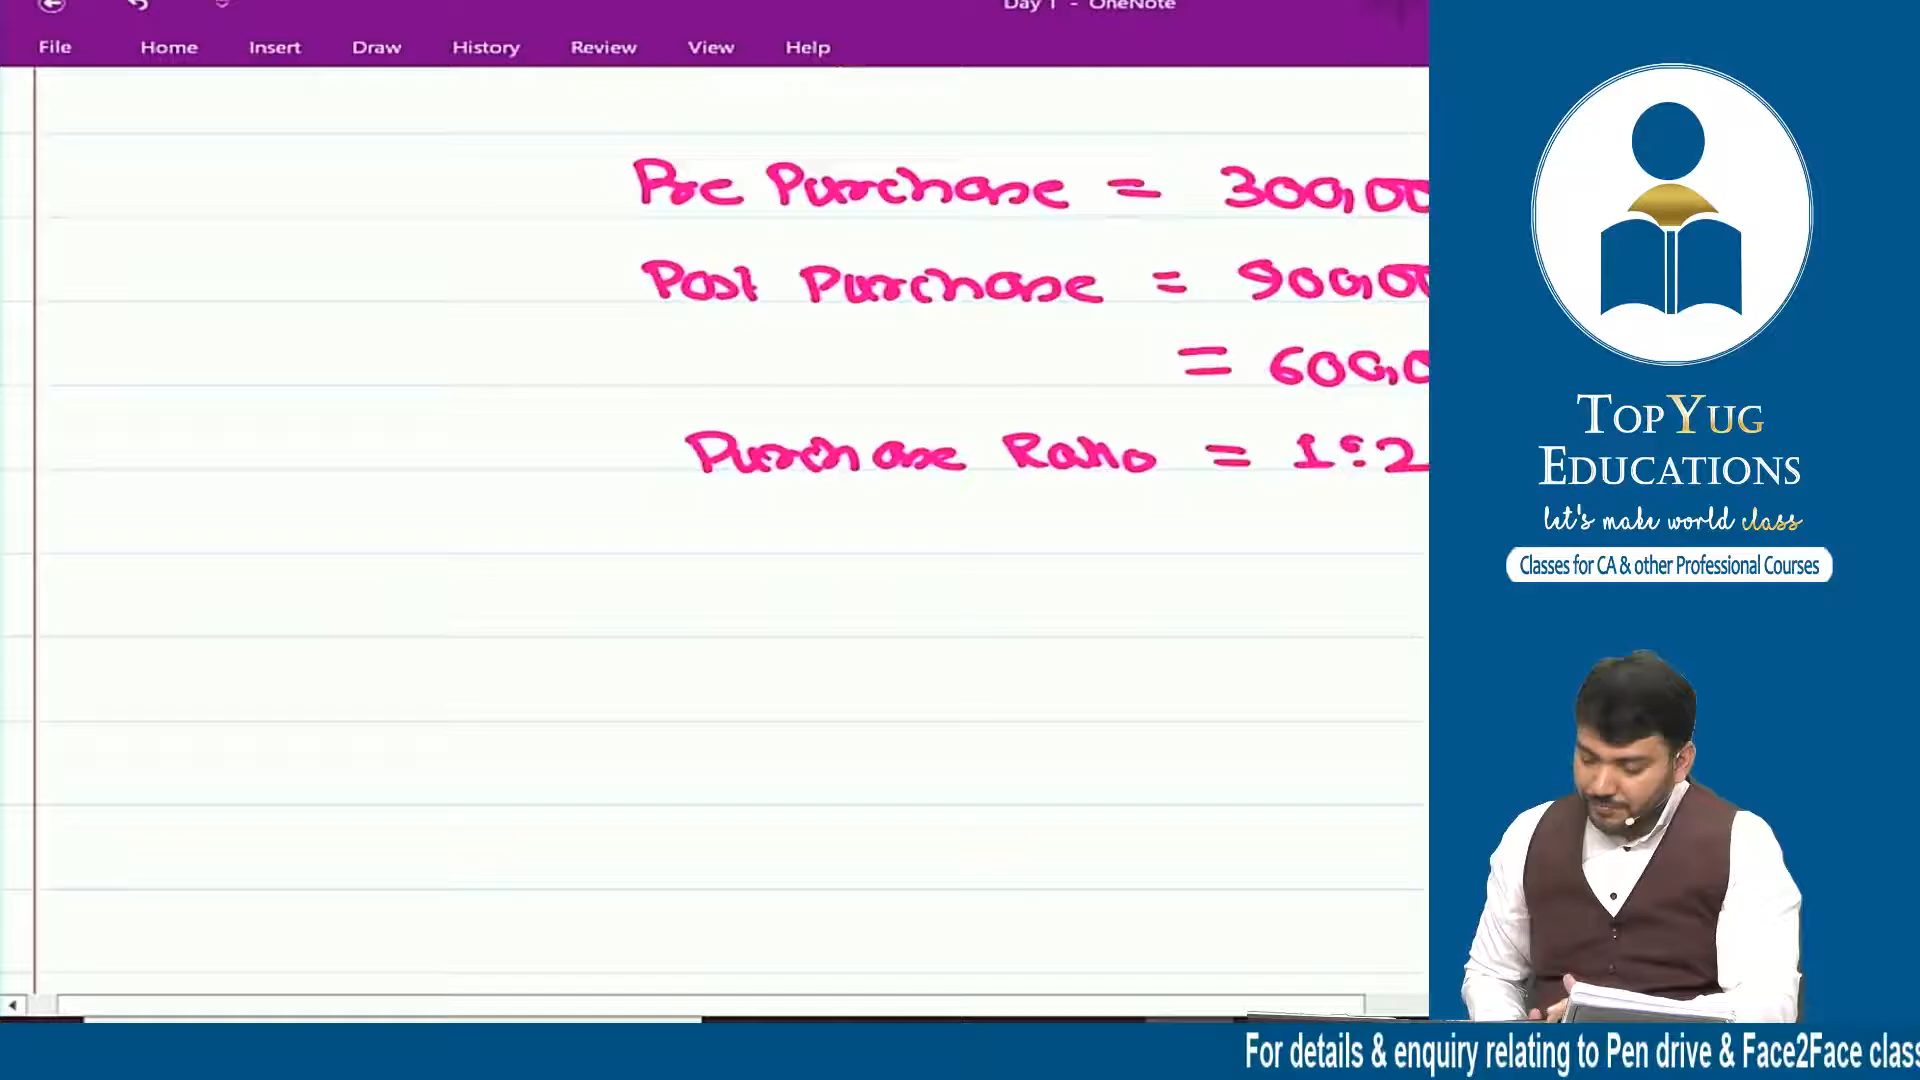 Day 1 - OneNote
File Home Insert Draw History Review View Help
Pre Purchase = 300,00
Post Purchase = 900,00
= 600,0
Purchase Ratio = 1:2
TOPYUG
EDUCATIONS
let's make world class
Classes for CA & other Professional Courses
For details & enquiry relating to Pen drive & Face2Face class